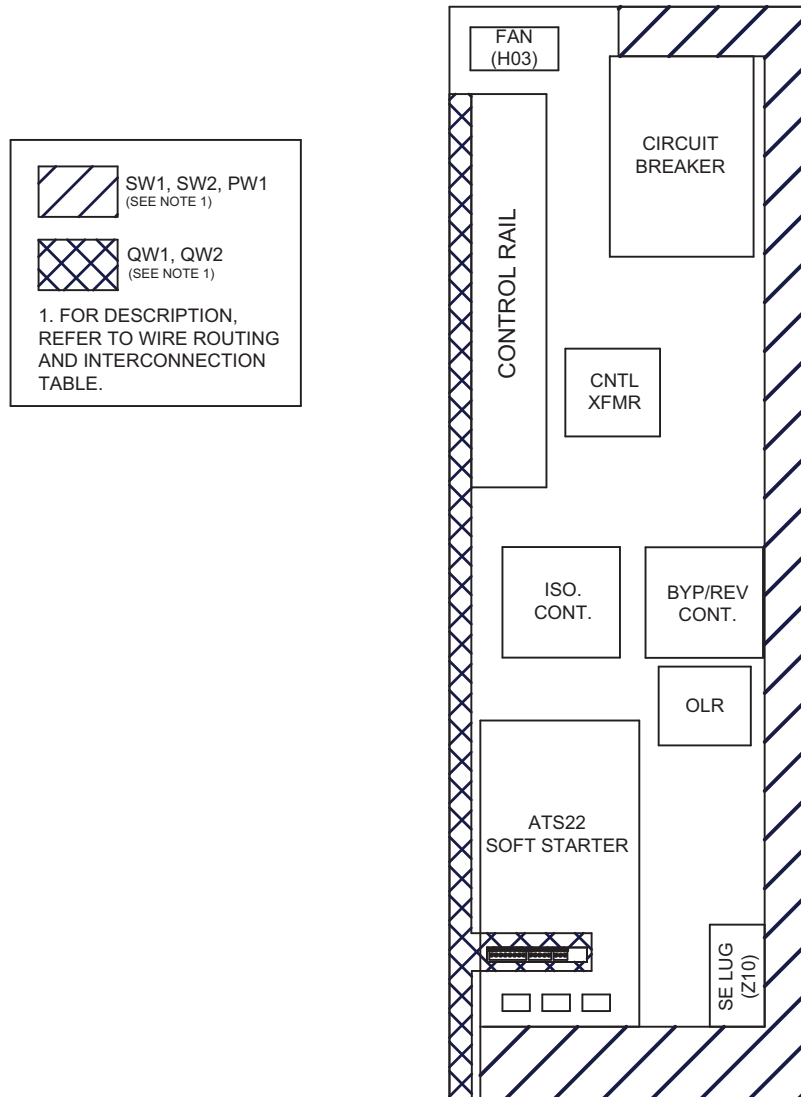 FAN
(H03)
CIRCUIT
BREAKER
CONTROL RAIL
SW1, SW2, PW1
(SEE NOTE 1)
QW1, QW2
(SEE NOTE 1)
1. FOR DESCRIPTION,
REFER TO WIRE ROUTING
AND INTERCONNECTION
TABLE.
CNTL
XFMR
ISO.
CONT.
BYP/REV
CONT.
OLR
ATS22
SOFT STARTER
SE LUG
(Z10)